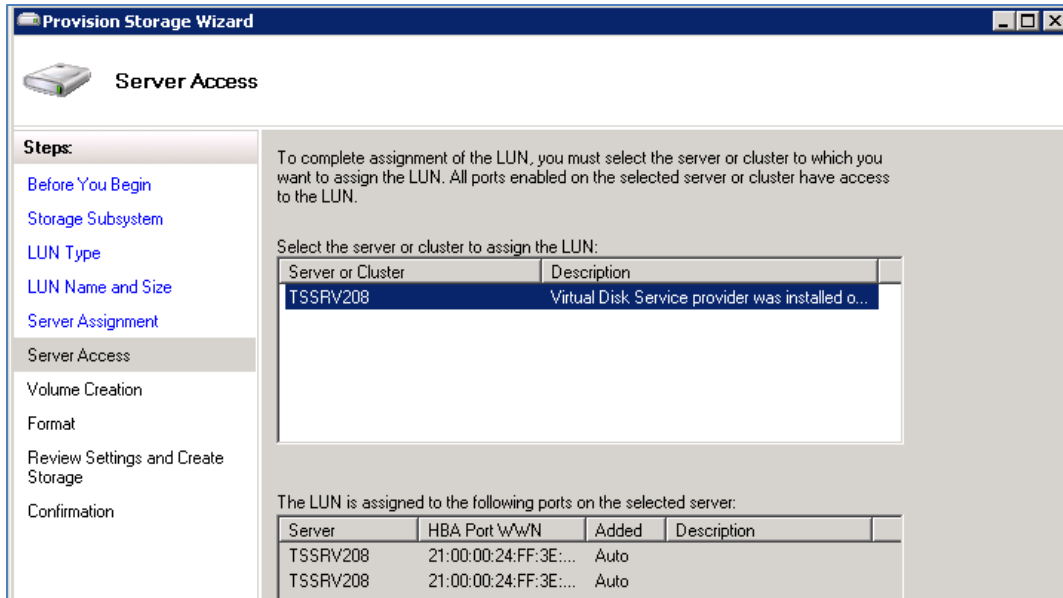 Provision Storage Wizard
Server Access
Steps:
Before You Begin
Storage Subsystem
LUN Type
LUN Name and Size
Server Assignment
Server Access
Volume Creation
Format
Review Settings and Create
Storage
Confirmation
To complete assignment of the LUN, you must select the server or cluster to which you
want to assign the LUN. All ports enabled on the selected server or cluster have access
to the LUN.
Select the server or cluster to assign the LUN:
Server or Cluster Description
TSSRV208 Virtual Disk Service provider was installed o...
The LUN is assigned to the following ports on the selected server:
Server HBA Port WWN Added Description
TSSRV208 21:00:00:24:FF:3E:... Auto
TSSRV208 21:00:00:24:FF:3E:... Auto